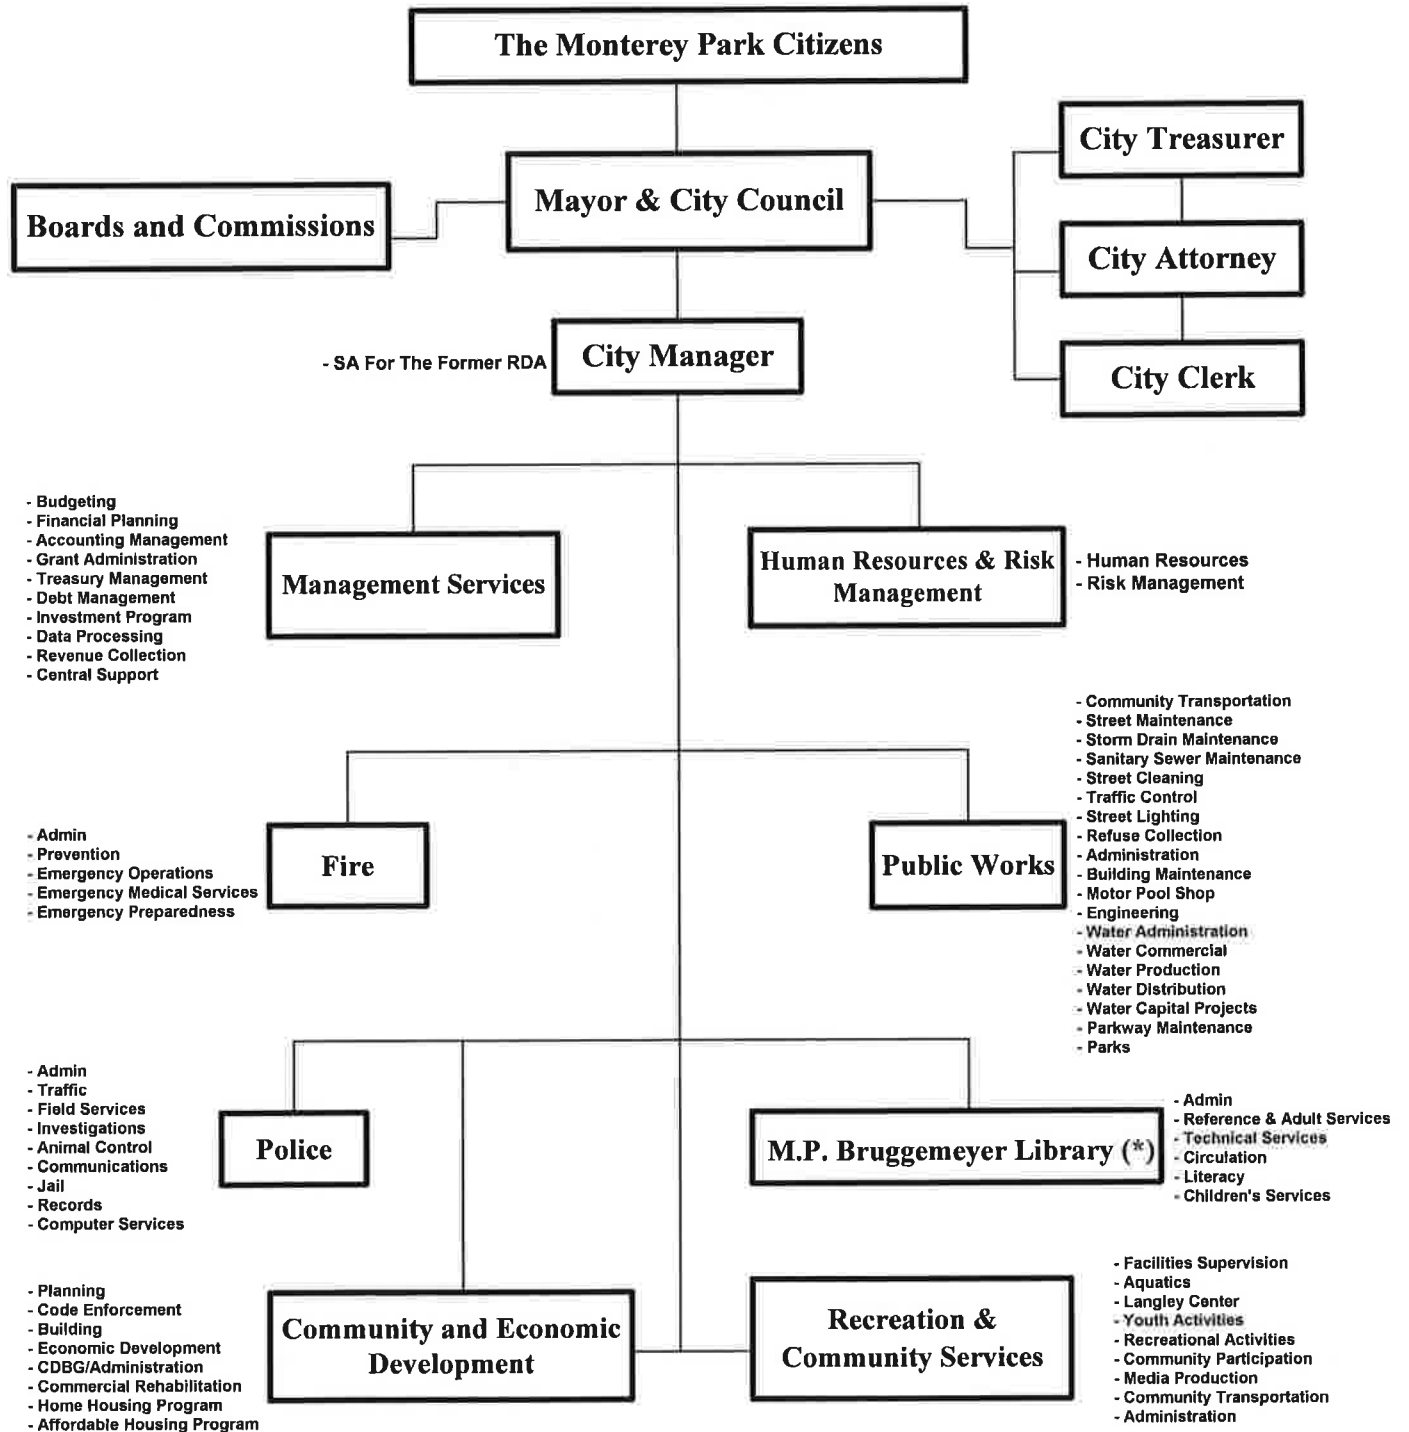 The Monterey Park Citizens
City Treasurer
Mayor & City Council
Boards and Commissions
City Attorney
- SA For The Former RDA
City Manager
City Clerk
- Budgeting
- Financial Planning
- Accounting Management
- Grant Administration
- Treasury Management
- Debt Management
- Investment Program
- Data Processing
- Revenue Collection
- Central Support
Management Services
Human Resources & Risk
Management
- Human Resources
- Risk Management
- Admin
- Prevention
- Emergency Operations
- Emergency Medical Services
- Emergency Preparedness
Fire
Public Works
- Community Transportation
- Street Maintenance
- Storm Drain Maintenance
- Sanitary Sewer Maintenance
- Street Cleaning
- Traffic Control
- Street Lighting
- Refuse Collection
- Administration
- Building Maintenance
- Motor Pool Shop
- Engineering
- Water Administration
- Water Commercial
- Water Production
- Water Distribution
- Water Capital Projects
- Parkway Maintenance
- Parks
- Admin
- Traffic
- Field Services
- Investigations
- Animal Control
- Communications
- Jail
- Records
- Computer Services
Police
M.P. Bruggemeyer Library (*)
- Admin
- Reference & Adult Services
- Technical Services
- Circulation
- Literacy
- Children's Services
- Planning
- Code Enforcement
- Building
- Economic Development
- CDBG/Administration
- Commercial Rehabilitation
- Home Housing Program
- Affordable Housing Program
Community and Economic
Development
Recreation &
Community Services
- Facilities Supervision
- Aquatics
- Langley Center
- Youth Activities
- Recreational Activities
- Community Participation
- Media Production
- Community Transportation
- Administration